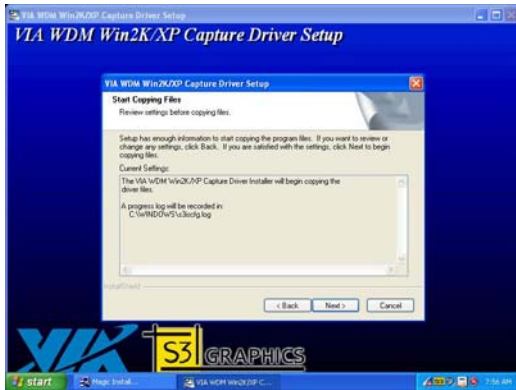 VIA WDM Win2K/XP Capture Driver Setup
VIA WDM Win2K/XP Capture Driver Setup
VIA WDM Win2K/XP Capture Driver Setup
Start Copying Files
Review settings before copying files.
Setup has enough information to start copying the program files. If you want to review or
change any settings, click Back. If you are satisfied with the settings, click Next to begin
copying files.
Current Settings:
The VIA WDM Win2K/XP Capture Driver Installer will begin copying the
driver files.
A progress log will be recorded in:
InstallShield
< Back
Next >
Cancel
VIA
S3 GRAPHICS
start
Magic Instal...
VIA WDM Win2K/XP C...
7:56 AM